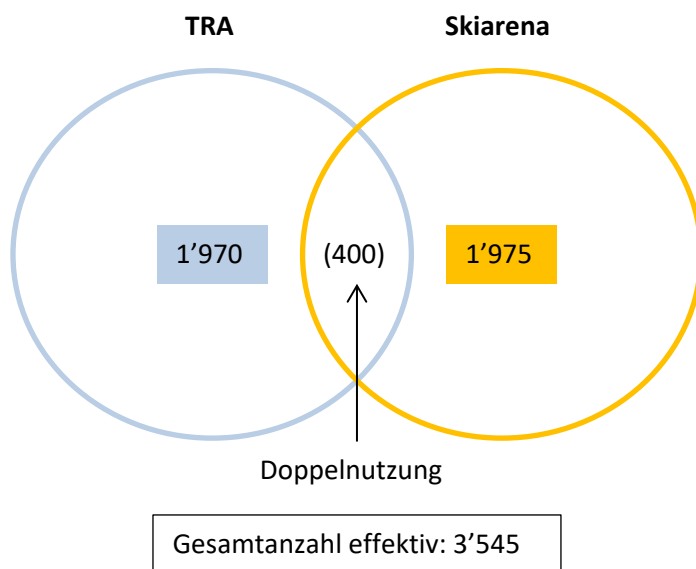 TRA Skiarena
1’970 (400) 1’975
Doppelnutzung
Gesamtanzahl effektiv: 3’545